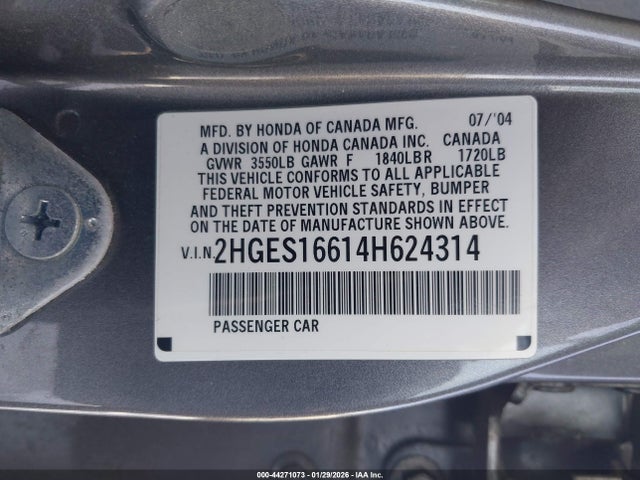 MFD. BY HONDA OF CANADA MFG. 07/'04
A DIVISION OF HONDA CANADA INC. CANADA
GVWR 3550LB GAWR F 1840LB R 1720LB
THIS VEHICLE CONFORMS TO ALL APPLICABLE
FEDERAL MOTOR VEHICLE SAFETY, BUMPER
AND THEFT PREVENTION STANDARDS IN EFFECT
ON THE DATE OF MANUFACTURE SHOWN ABOVE.
V.I.N. 2HGES16614H624314
PASSENGER CAR
000-44271073 - 01/29/2026 - IAA Inc.